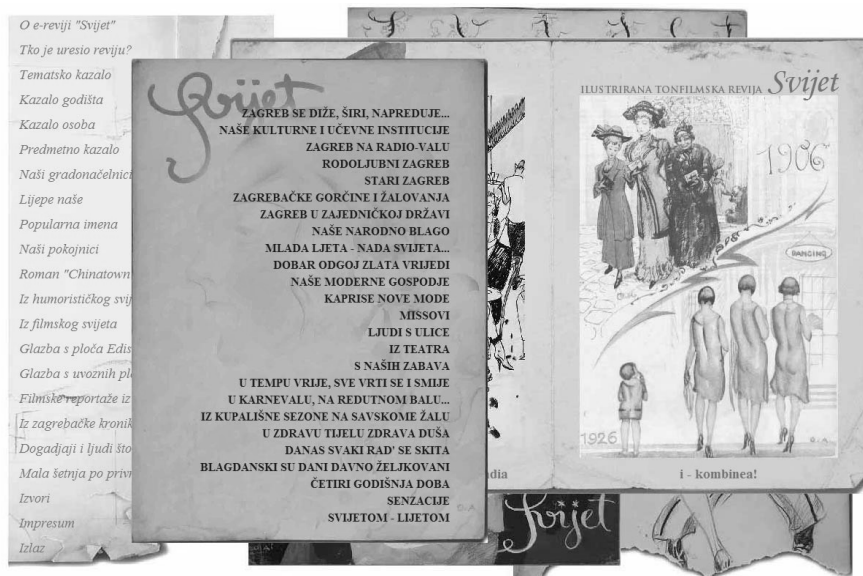 O e-reviji "Svijet"
Tko je uresio reviju?
Tematsko kazalo
Kazalo godišta
Kazalo osoba
Predmetno kazalo
Naši gradonačelnici
Lijepe naše
Popularna imena
Naši pokojnici
Roman "Chinatown
Iz humorističkog svij
Iz filmskog svijeta
Glazba s ploča Edis
Glazba s uvoznih plo
Filmske reportaže iz
Iz zagrebačke kronik
Dogadjaji i ljudi što
Mala šetnja po privr
Izvori
Impresum
Izlaz
Svijet
ZAGREB SE DIŽE, ŠIRI, NAPREDUJE...
NAŠE KULTURNE I UČEVNE INSTITUCIJE
ZAGREB NA RADIO-VALU
RODOLJUBNI ZAGREB
STARI ZAGREB
ZAGREBAČKE GORČINE I ŽALOVANJA
ZAGREB U ZAJEDNIČKOJ DRŽAVI
NAŠE NARODNO BLAGO
MLADA LJETA - NADA SVIJETA...
DOBAR ODGOJ ZLATA VRIJEDI
NAŠE MODERNE GOSPODJE
KAPRISE NOVE MODE
MISSOVI
LJUDI S ULICE
IZ TEATRA
S NAŠIH ZABAVA
U TEMPU VRIJE, SVE VRTI SE I SMIJE
U KARNEVALU, NA REDUTNOM BALU...
IZ KUPALIŠNE SEZONE NA SAVSKOME ŽALU
U ZDRAVU TIJELU ZDRAVA DUŠA
DANAS SVAKI RAD' SE SKITA
BLAGDANSKI SU DANI DAVNO ŽELJKOVANI
ČETIRI GODIŠNJA DOBA
SENZACIJE
SVIJETOM - LIJETOM
ILUSTRIRANA TONFILMSKA REVIJA Svijet
1906
DANCING
1926
i - kombinea!
Svijet